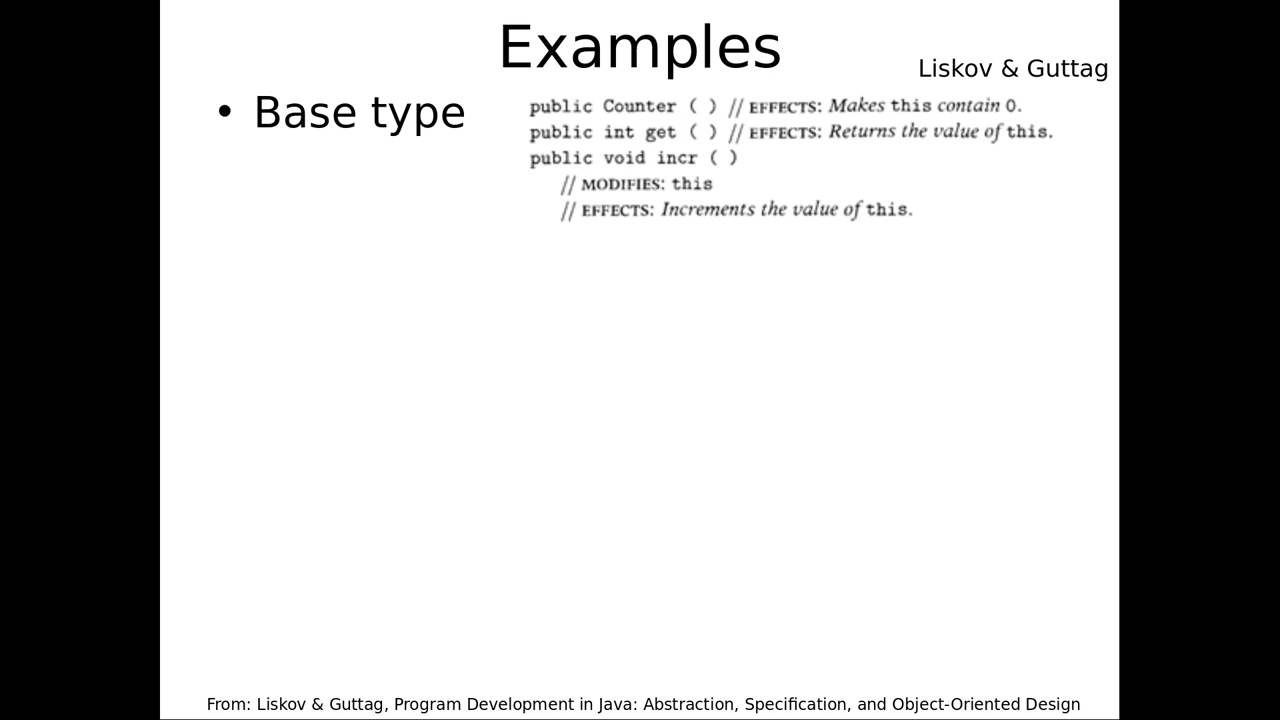 Examples
Liskov & Guttag
• Base type
public Counter ( ) // EFFECTS: Makes this contain 0.
public int get ( ) // EFFECTS: Returns the value of this.
public void incr ( )
// MODIFIES: this
// EFFECTS: Increments the value of this.
From: Liskov & Guttag, Program Development in Java: Abstraction, Specification, and Object-Oriented Design